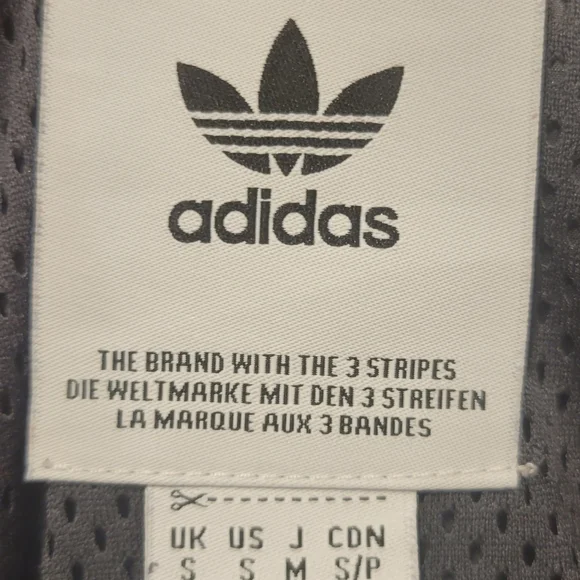 adidas
THE BRAND WITH THE 3 STRIPES
DIE WELTMARKE MIT DEN 3 STREIFEN
LA MARQUE AUX 3 BANDES
UK US J CDN
S S M S/P